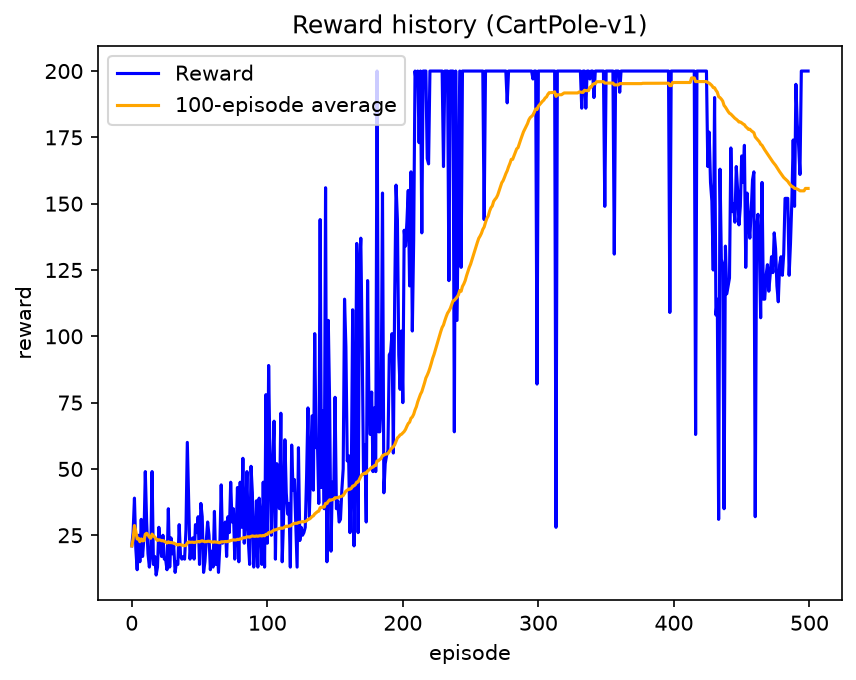 Reward history (CartPole-v1)
Reward
100-episode average
200
175
150
125
100
75
50
25
reward
0 100 200 300 400 500
episode